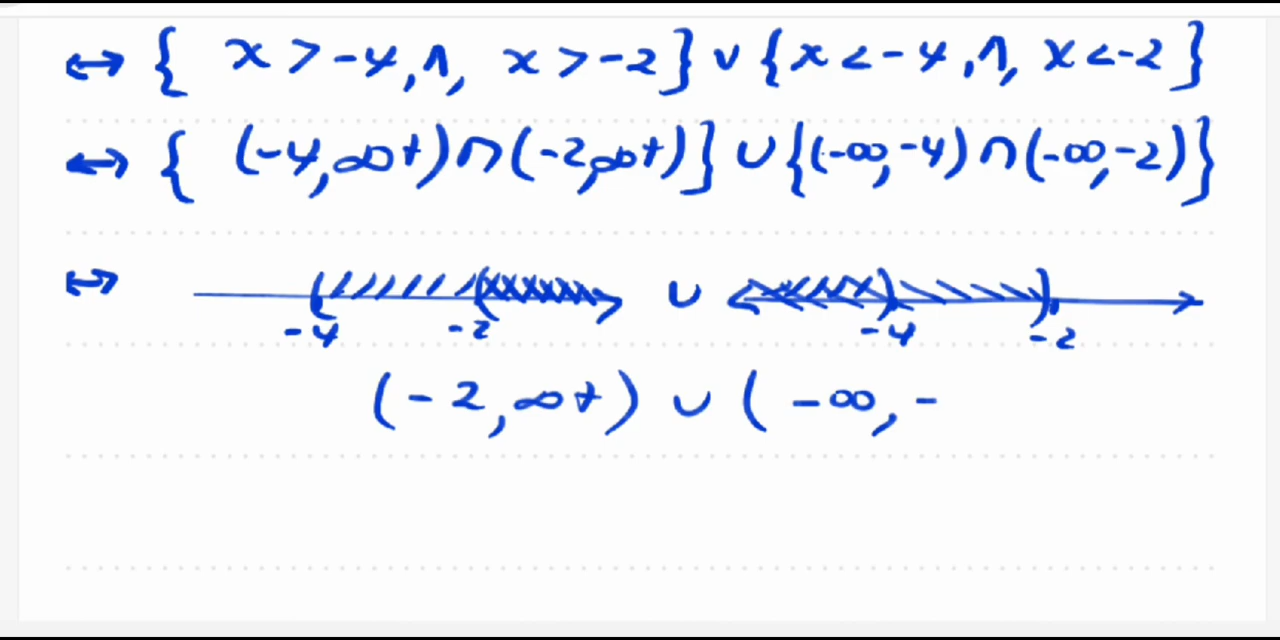 ↔ { x > -4 ,∧, x > -2 } ∨ { x < -4 ,∧, x < -2 }
↔ { (-4, ∞+) ∩ (-2, ∞+) } ∪ { (-∞, -4) ∩ (-∞, -2) }
↔ ∪
-4 -2 -4 -2
(-2, ∞+) ∪ (-∞, -